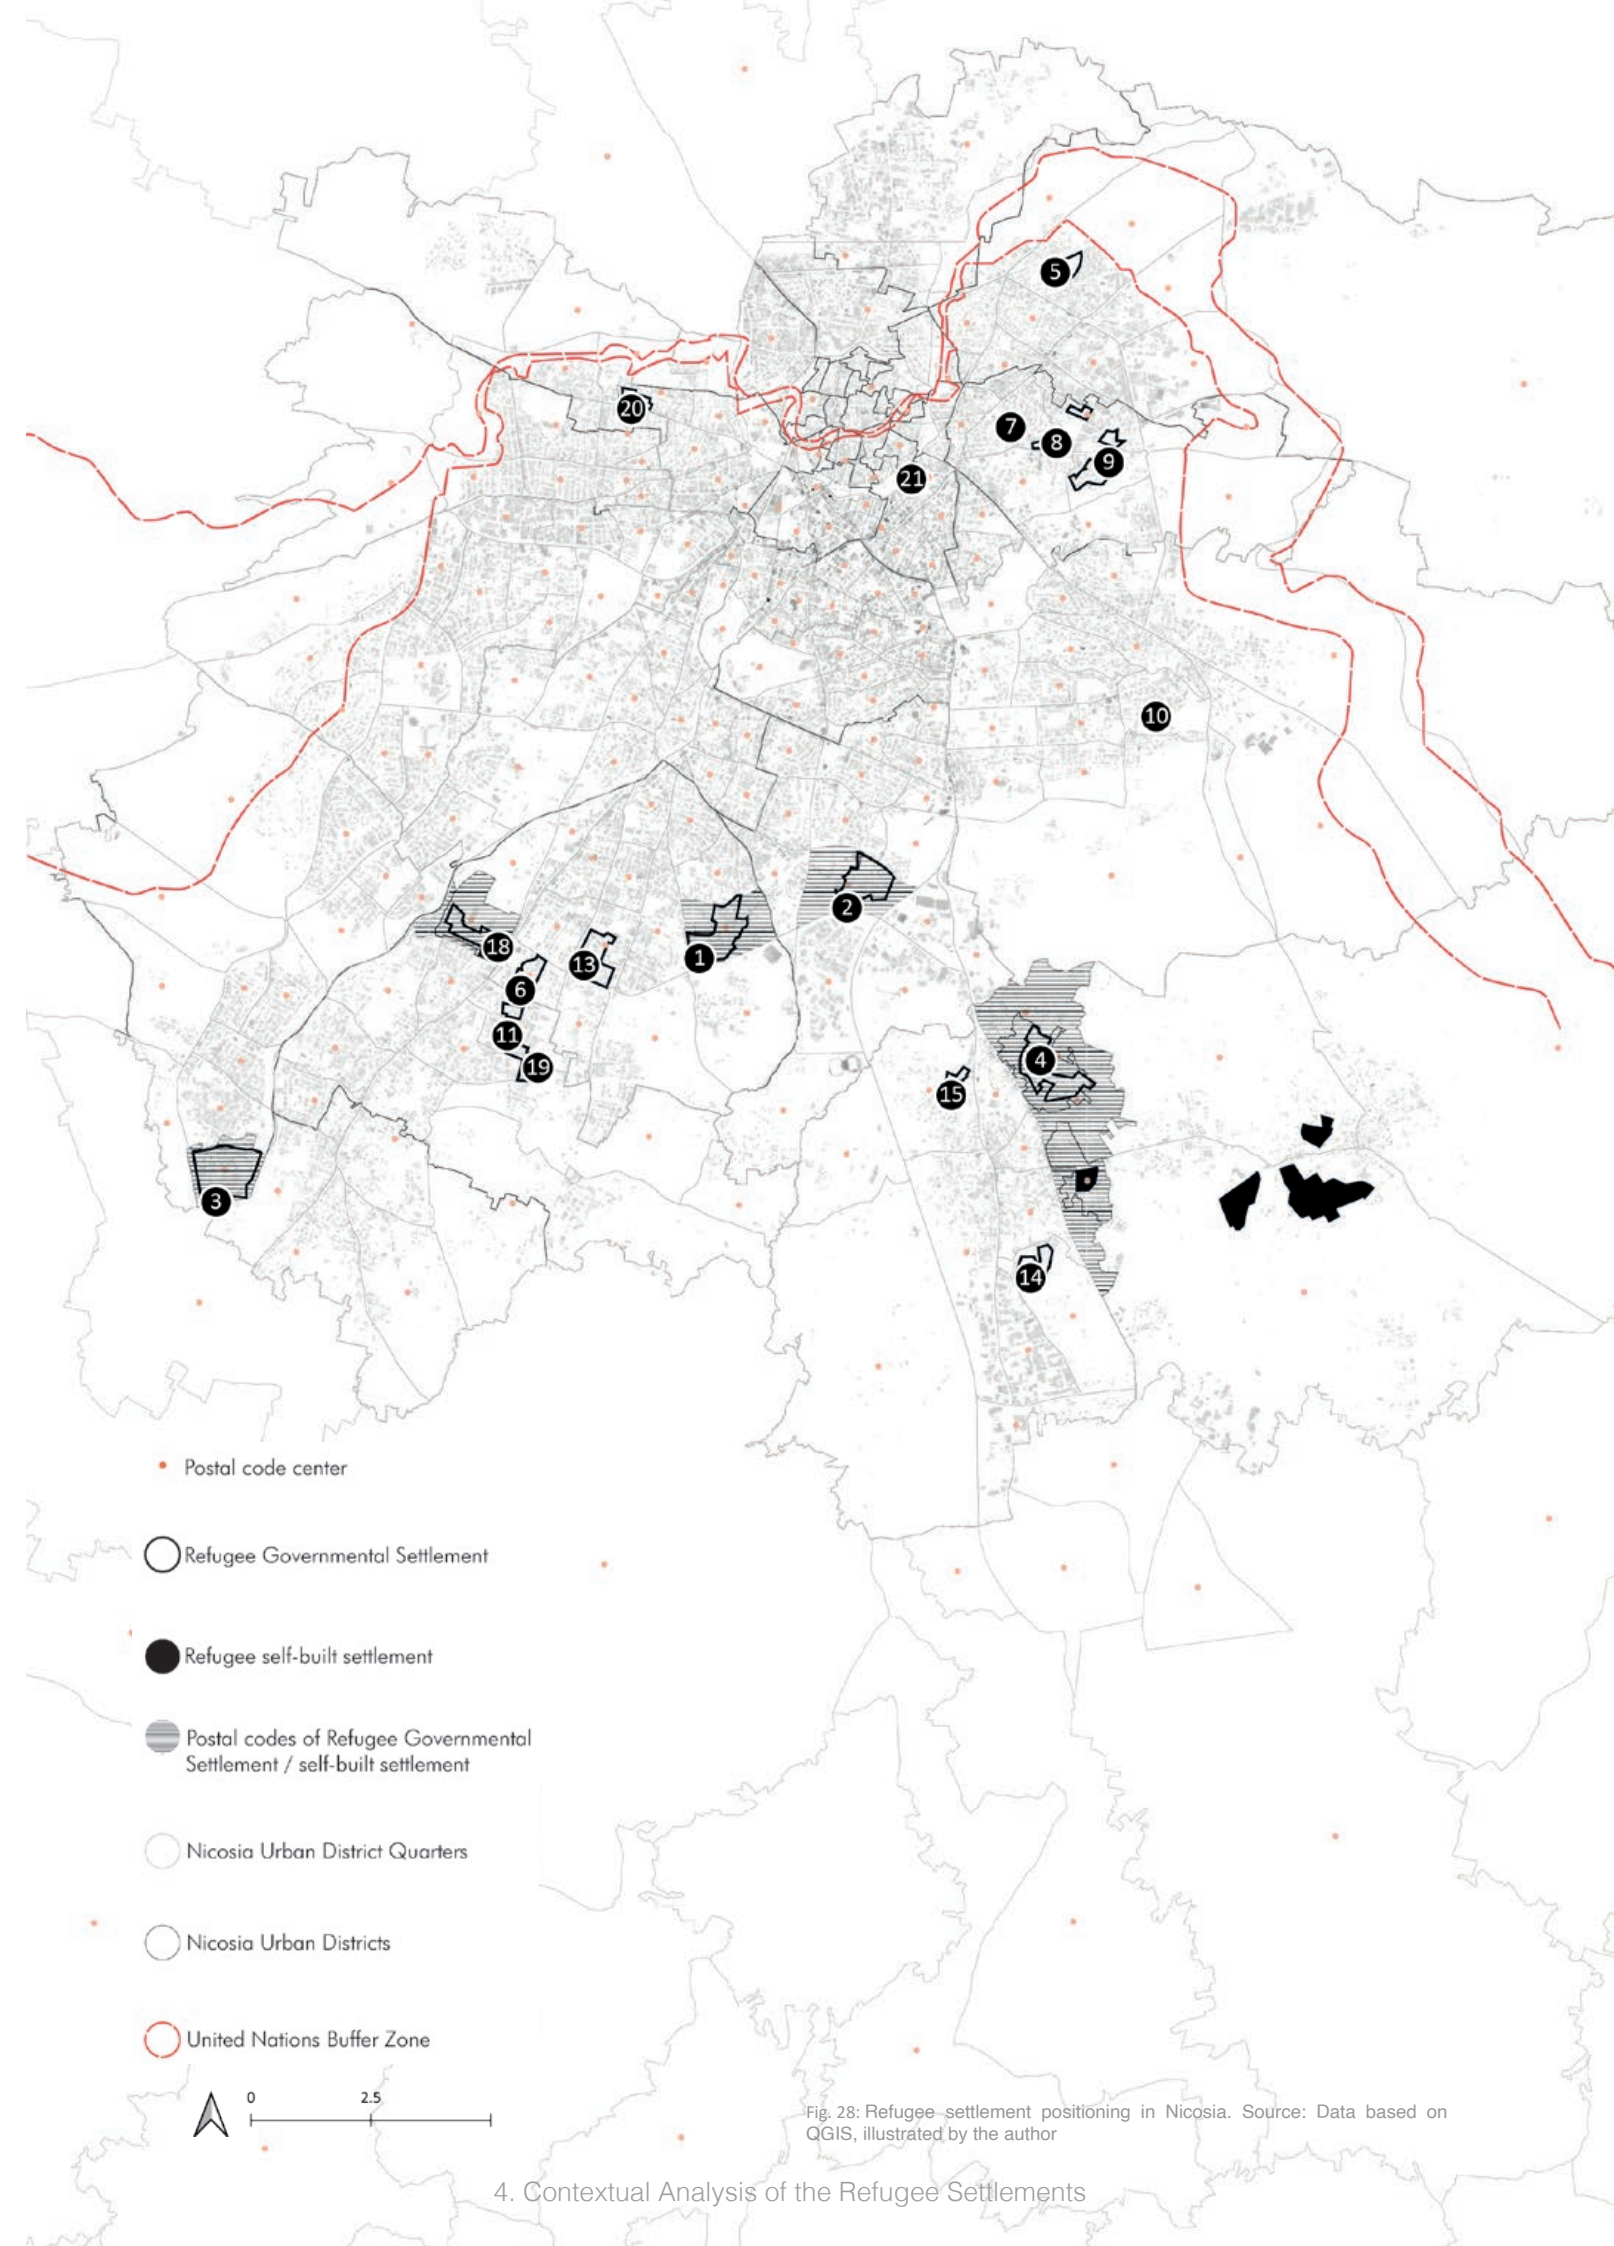 5
20
7
8
9
21
10
2
18
13
1
6
11
19
4
15
3
14
Postal code center
Refugee Governmental Settlement
Refugee self-built settlement
Postal codes of Refugee Governmental
Settlement / self-built settlement
Nicosia Urban District Quarters
Nicosia Urban Districts
United Nations Buffer Zone
0 2.5
Fig. 28: Refugee settlement positioning in Nicosia. Source: Data based on
QGIS, illustrated by the author
4. Contextual Analysis of the Refugee Settlements